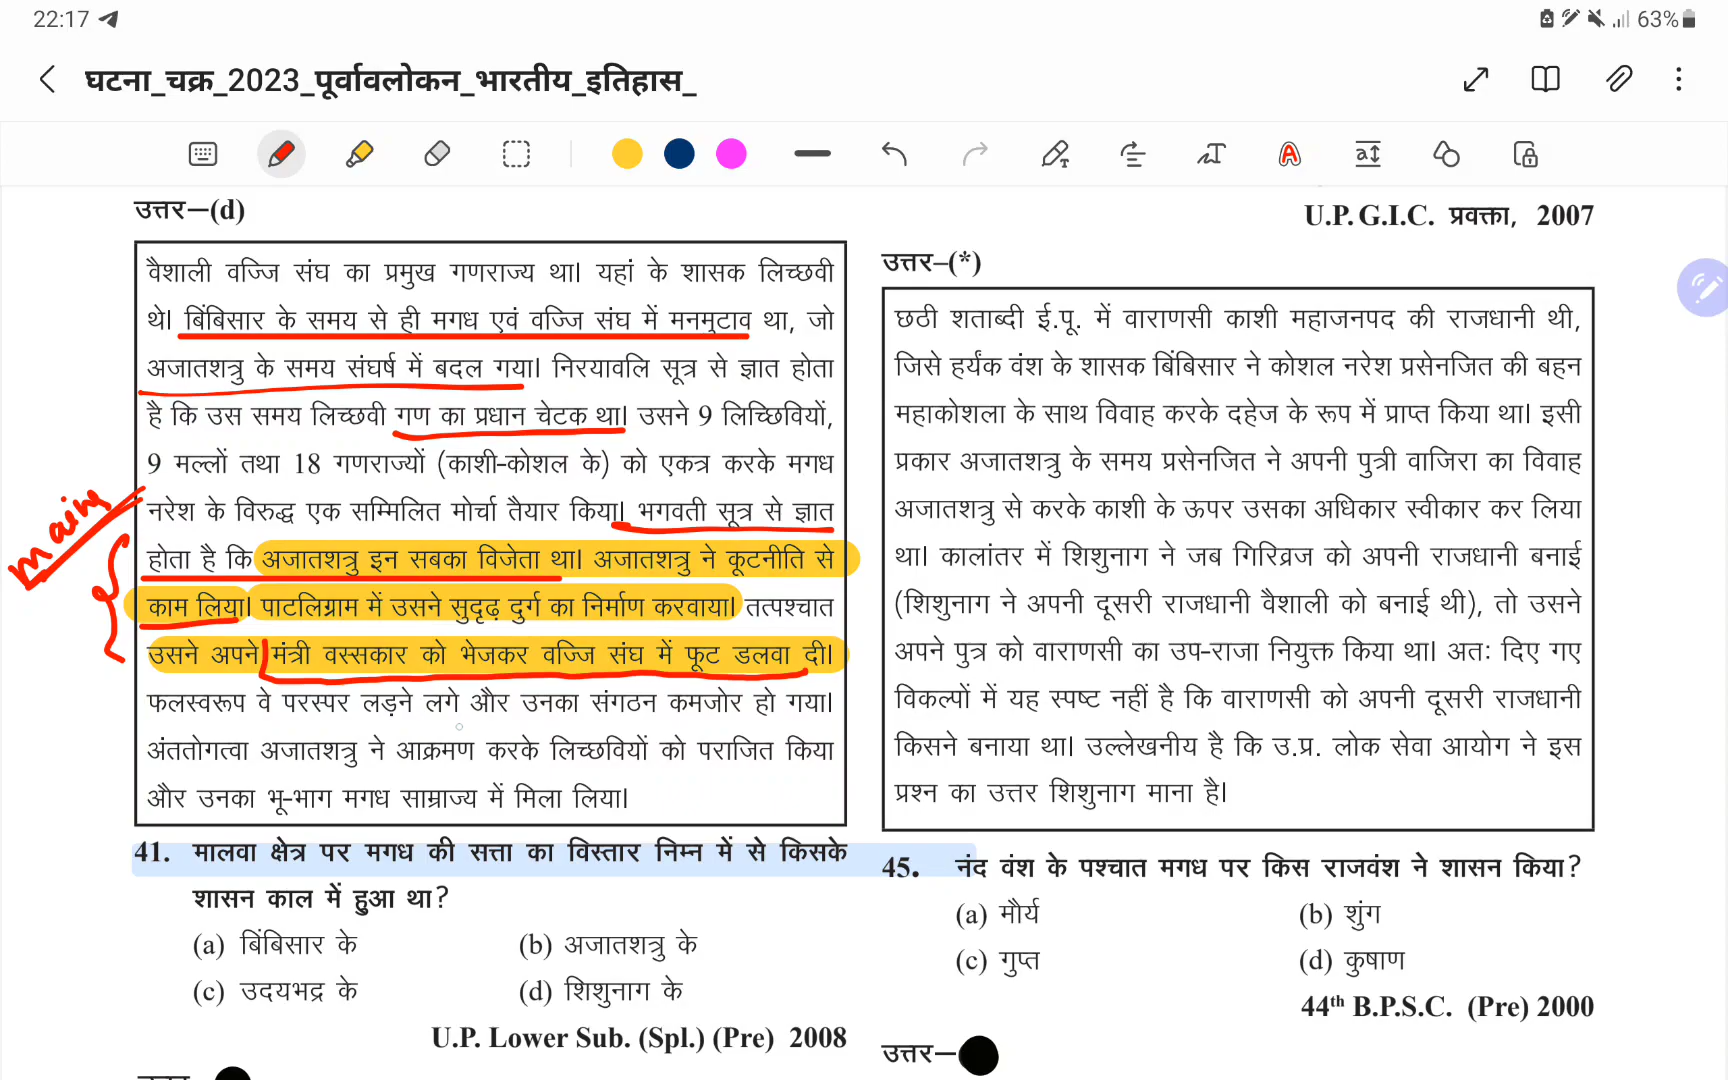 22:17
63%
घटना_चक्र_2023_पूर्वावलोकन_भारतीय_इतिहास_
उत्तर–(d)
वैशाली वज्जि संघ का प्रमुख गणराज्य था। यहां के शासक लिच्छवी
थे। बिंबिसार के समय से ही मगध एवं वज्जि संघ में मनमुटाव था, जो
अजातशत्रु के समय संघर्ष में बदल गया। निरयावलि सूत्र से ज्ञात होता
है कि उस समय लिच्छवी गण का प्रधान चेटक था। उसने 9 लिच्छिवियों,
9 मल्लों तथा 18 गणराज्यों (काशी-कोशल के) को एकत्र करके मगध
नरेश के विरुद्ध एक सम्मिलित मोर्चा तैयार किया। भगवती सूत्र से ज्ञात
होता है कि अजातशत्रु इन सबका विजेता था। अजातशत्रु ने कूटनीति से
काम लिया। पाटलिग्राम में उसने सुदृढ़ दुर्ग का निर्माण करवाया। तत्पश्चात
उसने अपने मंत्री वस्सकार को भेजकर वज्जि संघ में फूट डलवा दी।
फलस्वरूप वे परस्पर लड़ने लगे और उनका संगठन कमजोर हो गया।
अंततोगत्वा अजातशत्रु ने आक्रमण करके लिच्छवियों को पराजित किया
और उनका भू-भाग मगध साम्राज्य में मिला लिया।
mains
41. मालवा क्षेत्र पर मगध की सत्ता का विस्तार निम्न में से किसके
शासन काल में हुआ था?
(a) बिंबिसार के (b) अजातशत्रु के
(c) उदयभद्र के (d) शिशुनाग के
U.P. Lower Sub. (Spl.) (Pre) 2008
U.P.G.I.C. प्रवक्ता, 2007
उत्तर–(*)
छठी शताब्दी ई.पू. में वाराणसी काशी महाजनपद की राजधानी थी,
जिसे हर्यंक वंश के शासक बिंबिसार ने कोशल नरेश प्रसेनजित की बहन
महाकोशला के साथ विवाह करके दहेज के रूप में प्राप्त किया था। इसी
प्रकार अजातशत्रु के समय प्रसेनजित ने अपनी पुत्री वाजिरा का विवाह
अजातशत्रु से करके काशी के ऊपर उसका अधिकार स्वीकार कर लिया
था। कालांतर में शिशुनाग ने जब गिरिव्रज को अपनी राजधानी बनाई
(शिशुनाग ने अपनी दूसरी राजधानी वैशाली को बनाई थी), तो उसने
अपने पुत्र को वाराणसी का उप-राजा नियुक्त किया था। अतः दिए गए
विकल्पों में यह स्पष्ट नहीं है कि वाराणसी को अपनी दूसरी राजधानी
किसने बनाया था। उल्लेखनीय है कि उ.प्र. लोक सेवा आयोग ने इस
प्रश्न का उत्तर शिशुनाग माना है।
45. नंद वंश के पश्चात मगध पर किस राजवंश ने शासन किया?
(a) मौर्य (b) शुंग
(c) गुप्त (d) कुषाण
44th B.P.S.C. (Pre) 2000
उत्तर–